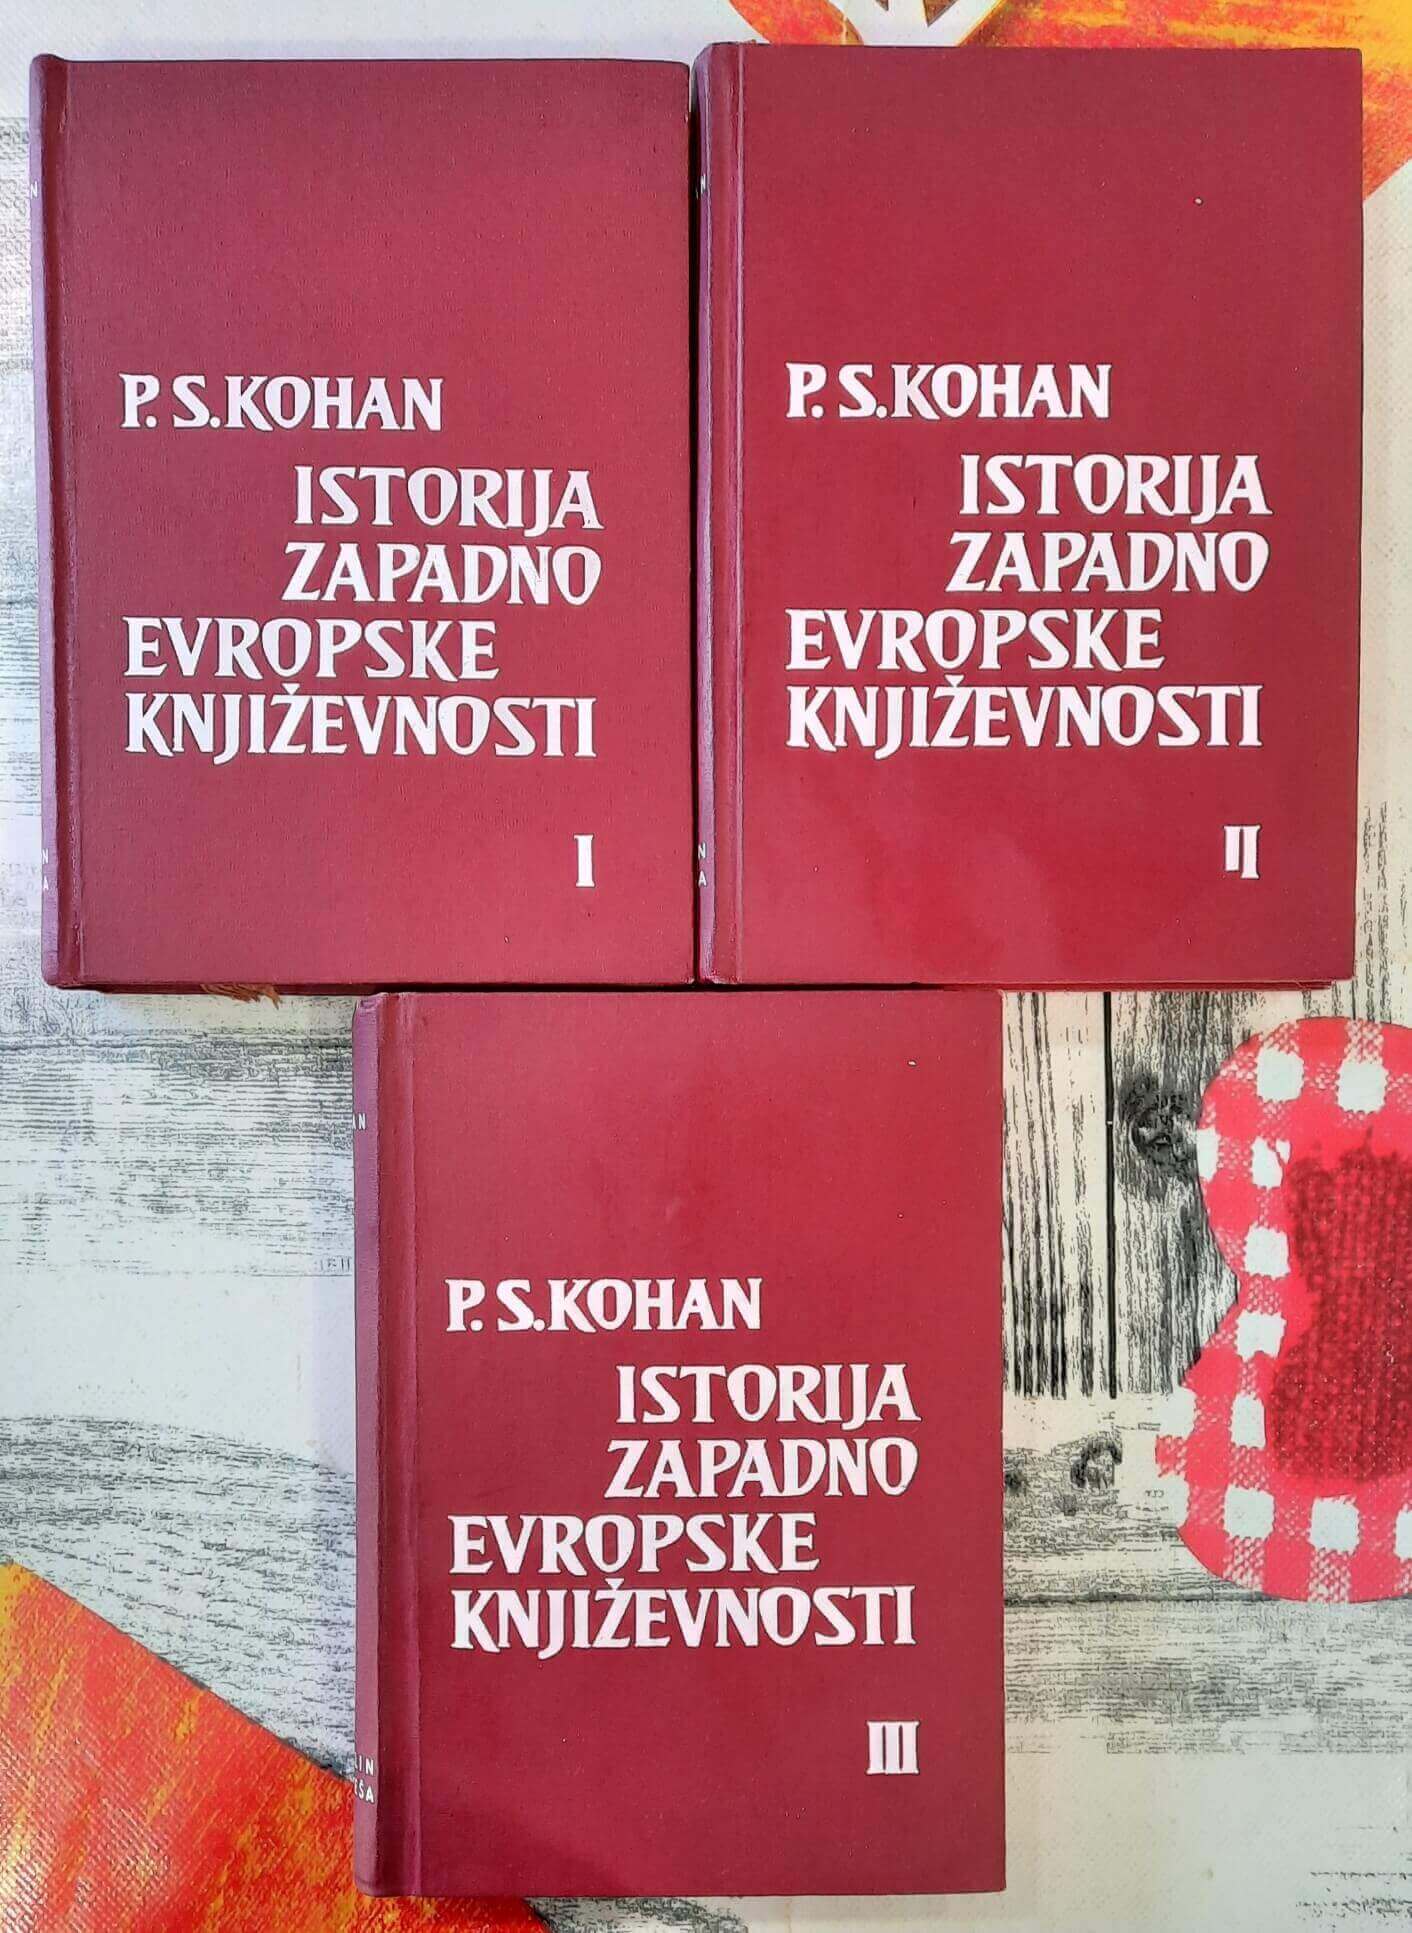 P. S. KOHAN
ISTORIJA
ZAPADNO
EVROPSKE
KNJIŽEVNOSTI
I
P. S. KOHAN
ISTORIJA
ZAPADNO
EVROPSKE
KNJIŽEVNOSTI
II
P. S. KOHAN
ISTORIJA
ZAPADNO
EVROPSKE
KNJIŽEVNOSTI
III